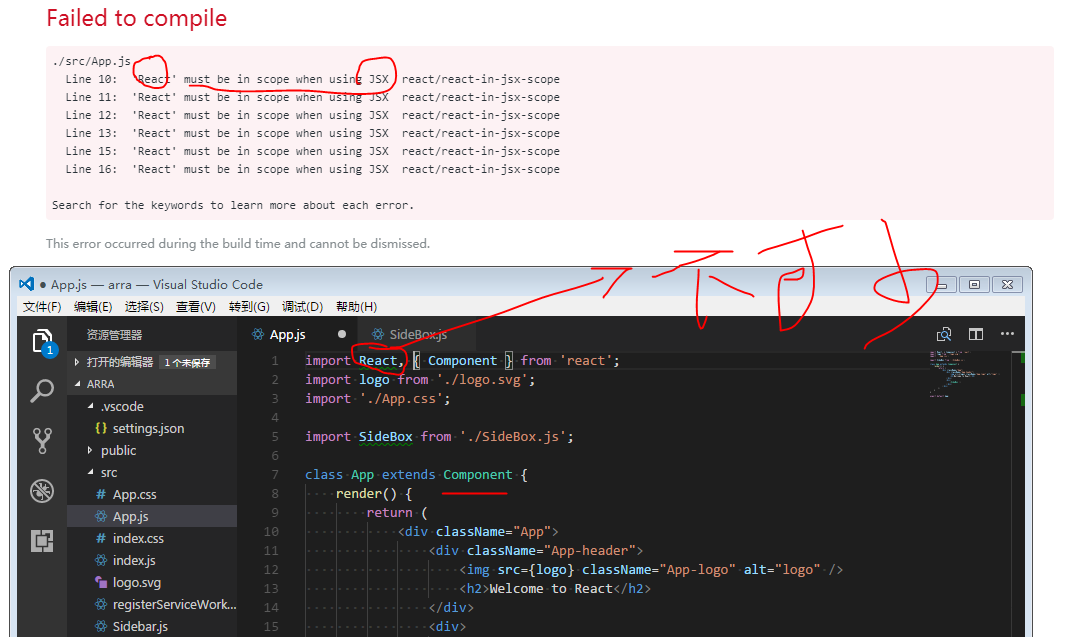 Failed to compile
./src/App.js
Line 10: 'React' must be in scope when using JSX react/react-in-jsx-scope
Line 11: 'React' must be in scope when using JSX react/react-in-jsx-scope
Line 12: 'React' must be in scope when using JSX react/react-in-jsx-scope
Line 13: 'React' must be in scope when using JSX react/react-in-jsx-scope
Line 15: 'React' must be in scope when using JSX react/react-in-jsx-scope
Line 16: 'React' must be in scope when using JSX react/react-in-jsx-scope
Search for the keywords to learn more about each error.
This error occurred during the build time and cannot be dismissed.
不可少
● App.js — arra — Visual Studio Code
文件(F) 编辑(E) 选择(S) 查看(V) 转到(G) 调试(D) 帮助(H)
资源管理器
打开的编辑器 1 个未保存
ARRA
.vscode
{} settings.json
public
src
# App.css
App.js
# index.css
index.js
logo.svg
registerServiceWork...
Sidebar.js
1
App.js ● SideBox.js
1 import React, { Component } from 'react';
2 import logo from './logo.svg';
3 import './App.css';
4
5 import SideBox from './SideBox.js';
6
7 class App extends Component {
8 render() {
9 return (
10 <div className="App">
11 <div className="App-header">
12 <img src={logo} className="App-logo" alt="logo" />
13 <h2>Welcome to React</h2>
14 </div>
15 <div>